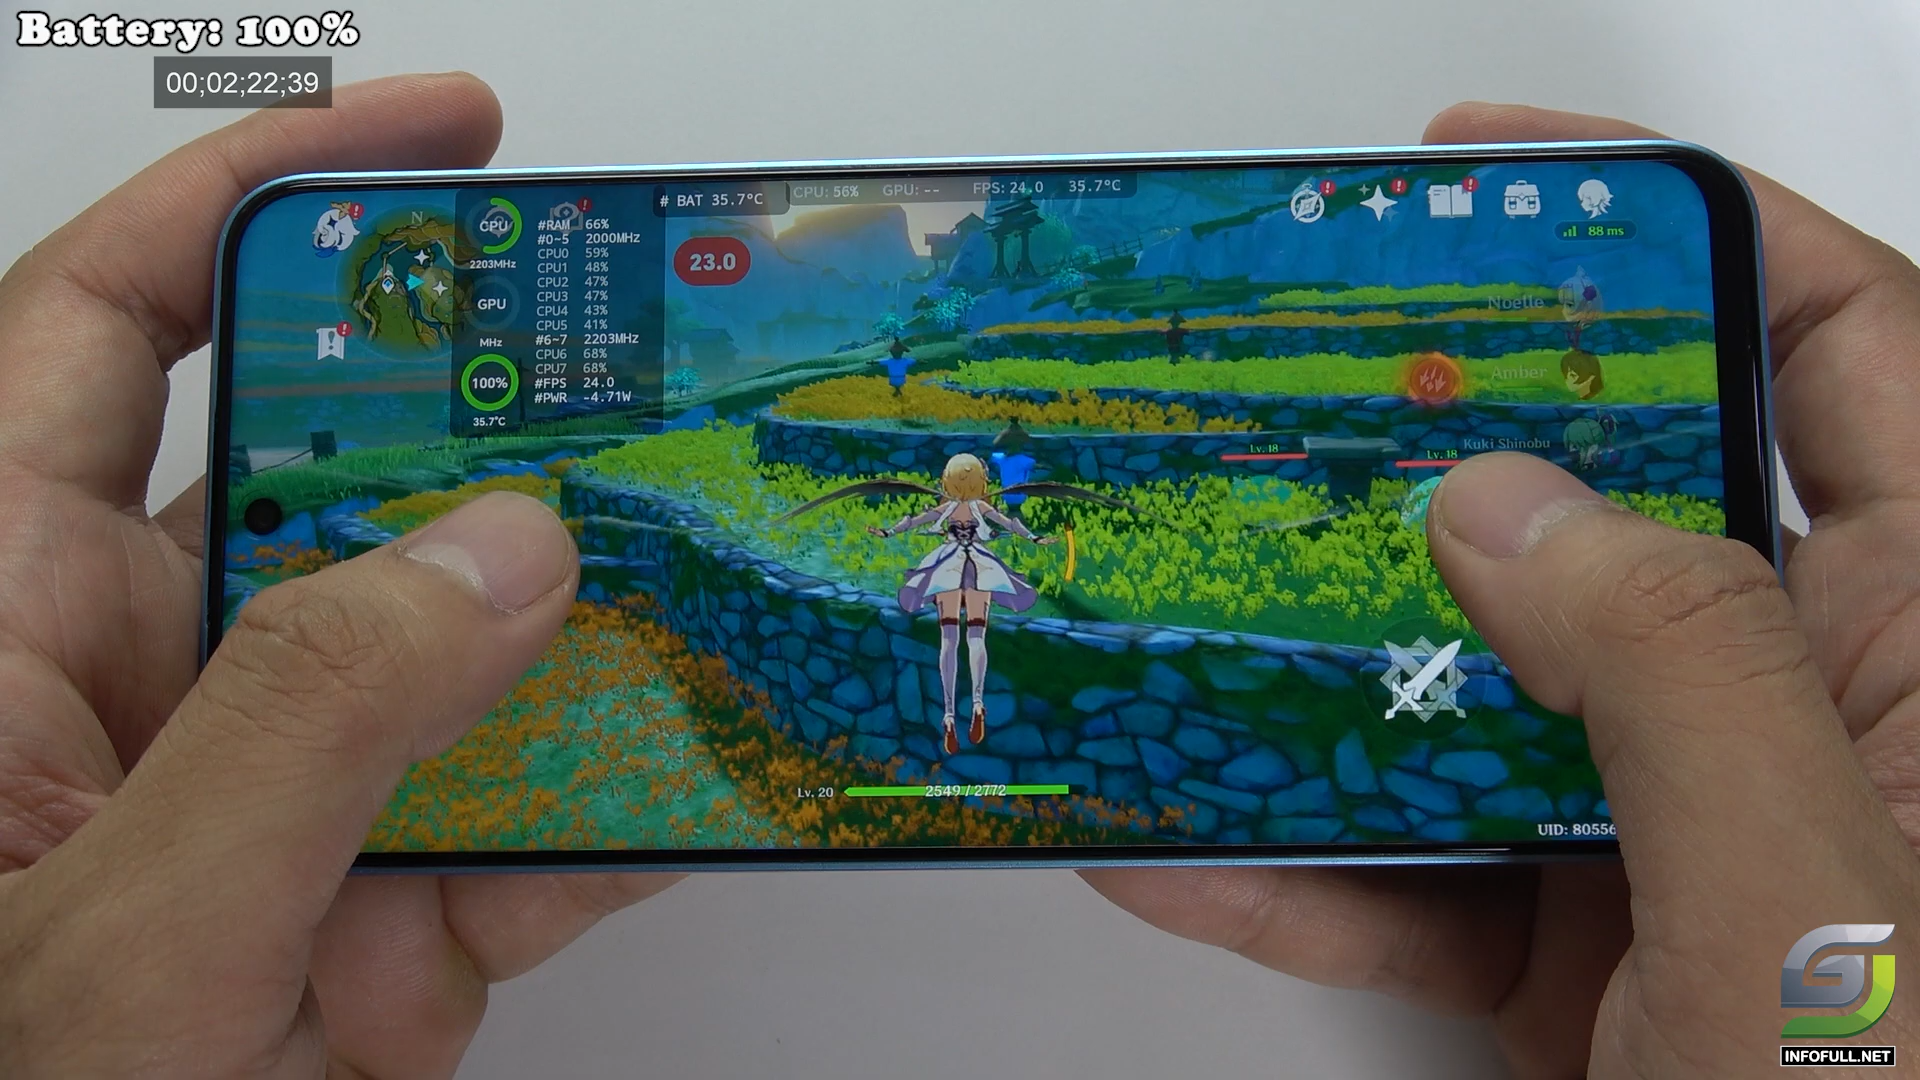 Battery: 100%
00;02;22;39
# BAT 35.7°C
CPU: 56% GPU: -- FPS: 24.0 35.7°C
N
CPU
2203MHz
GPU
MHz
100%
35.7°C
#RAM 66%
#0~5 2000MHz
CPU0 59%
CPU1 48%
CPU2 47%
CPU3 47%
CPU4 43%
CPU5 41%
#6~7 2203MHz
CPU6 68%
CPU7 68%
#FPS 24.0
#PWR -4.71W
23.0
88 ms
Noelle
Amber
Kuki Shinobu
Lv. 18
Lv. 18
Lv. 20
2549 / 2772
UID: 80556
INFOFULL.NET